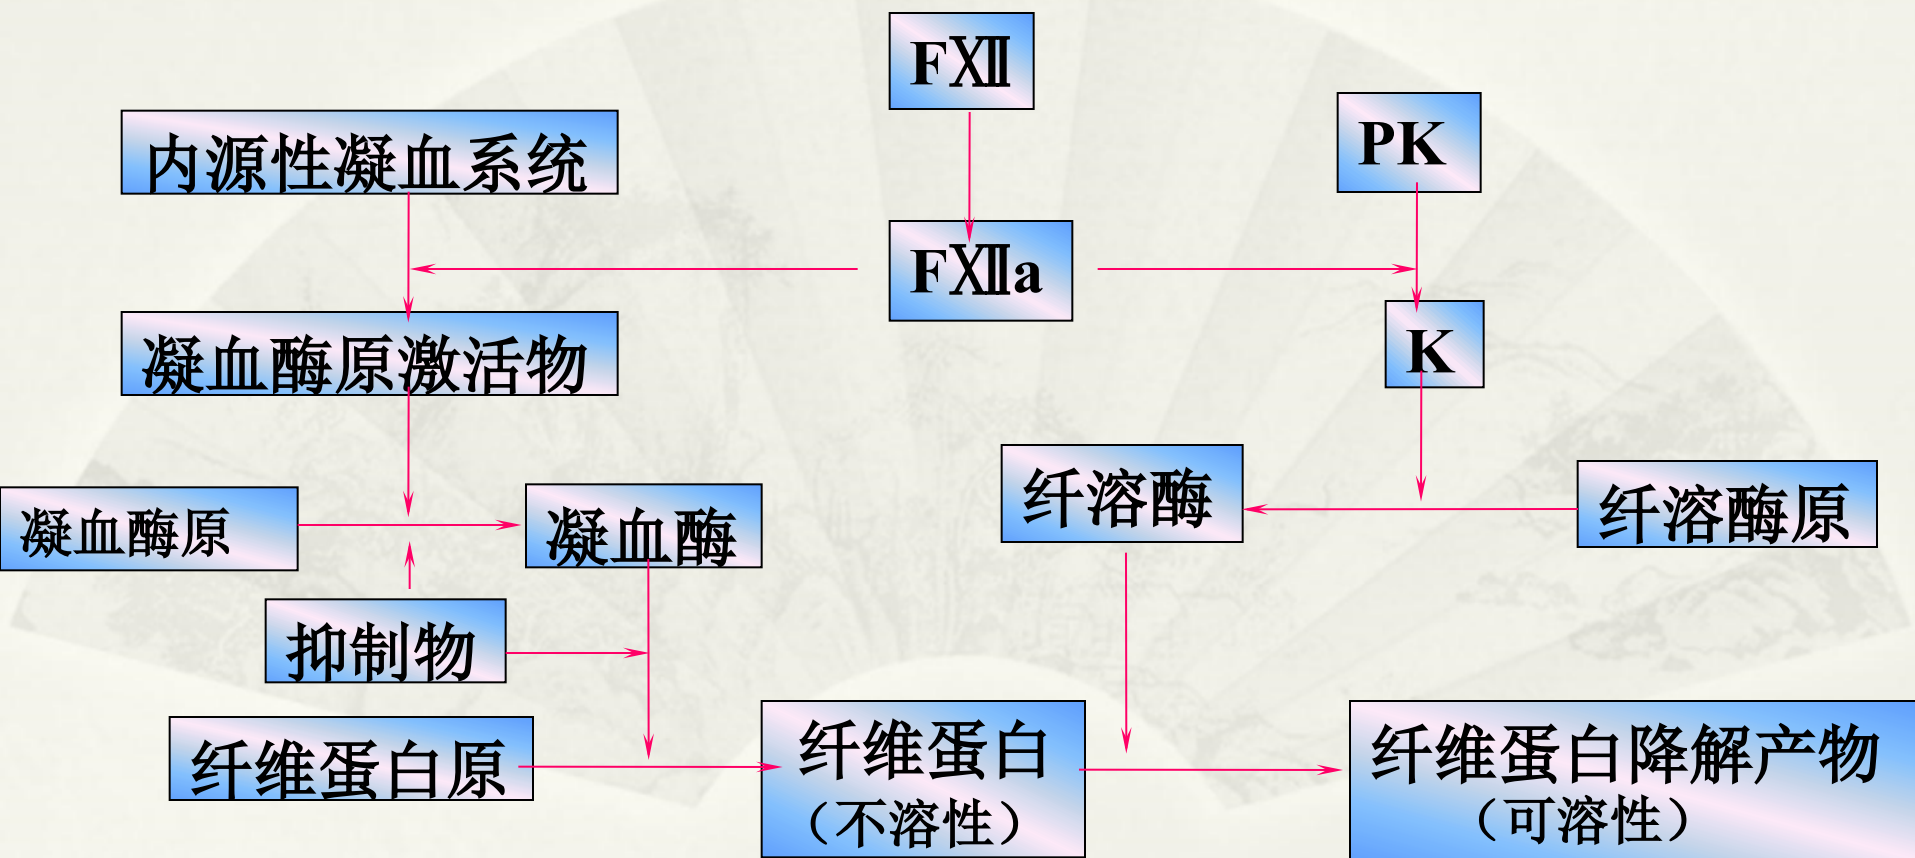 FⅫ
PK
内源性凝血系统
FⅫa
凝血酶原激活物
K
纤溶酶
纤溶酶原
凝血酶原
凝血酶
抑制物
纤维蛋白原
纤维蛋白
（不溶性）
纤维蛋白降解产物
（可溶性）